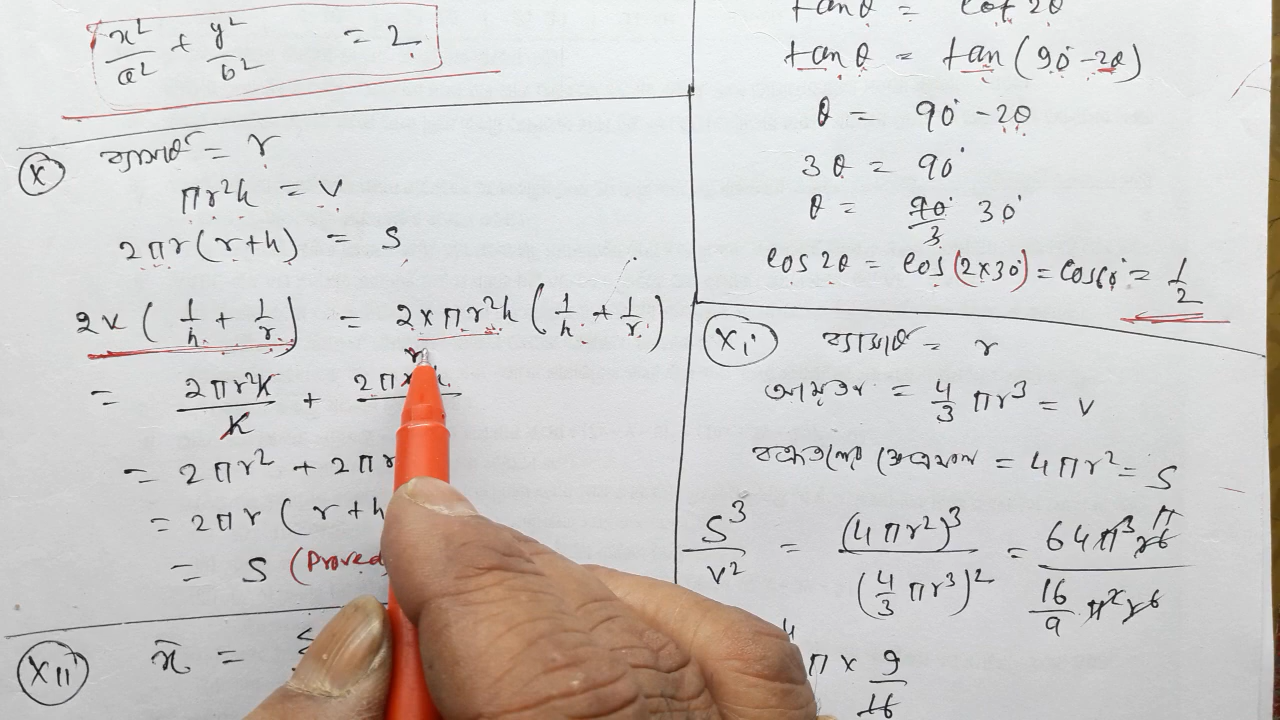 x²/a² + y²/b² = 2
(x) ব্যাসার্ধ = r
πr²h = v
2πr(r+h) = S
2v (1/h + 1/r) = 2×πr²h (1/h + 1/r)
= 2πr²h/h +
= 2πr² + 2πr
= 2πr (r+h
= S (Proved
(xii) x̄ =
tanθ = cot 2θ
tanθ = tan(90°-2θ)
θ = 90°-2θ
3θ = 90°
θ = 90°/3 30°
cos2θ = cos(2×30°) = cos60° = 1/2
(xi) ব্যাসার্ধ = r
আয়তন = 4/3 πr³ = v
বক্রতলের ক্ষেত্রফল = 4πr² = S
S³/v² = (4πr²)³/(4/3 πr³)² = 64π³r⁶/(16/9 π²r⁶)
π × 9/16